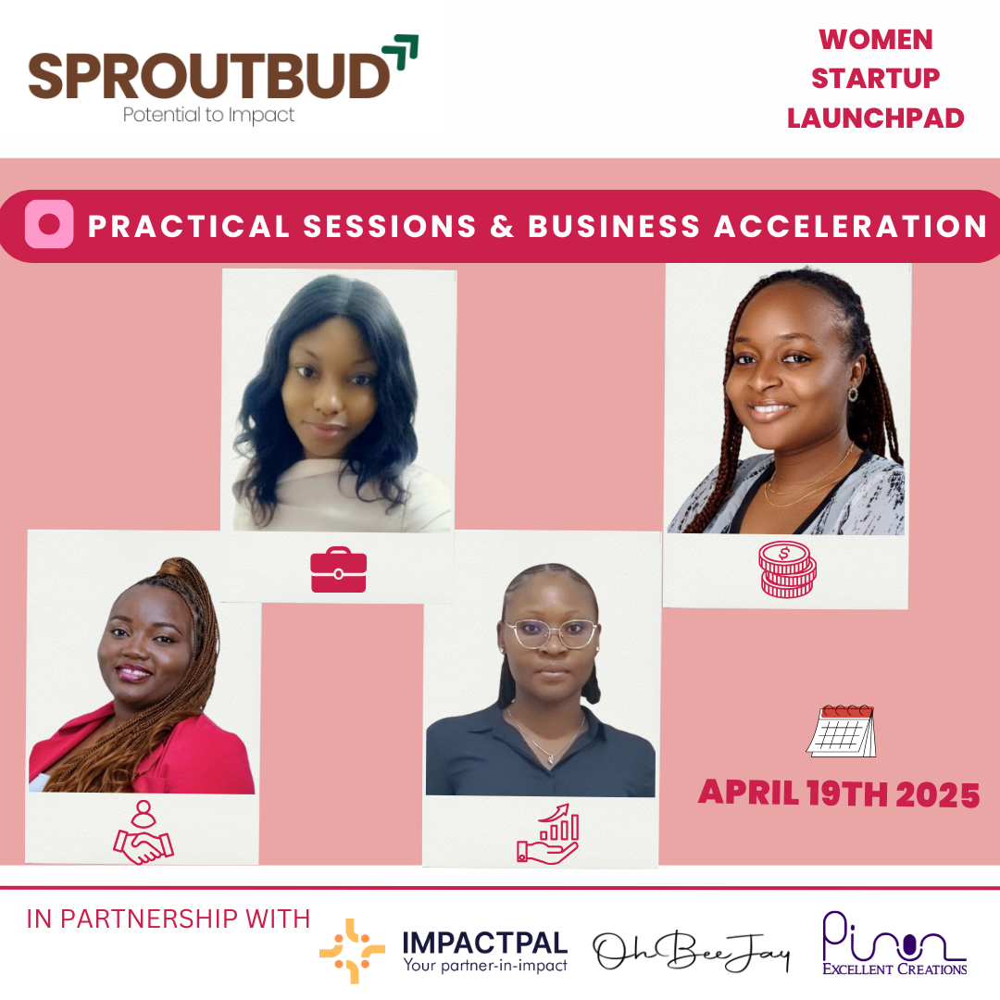 SPROUTBUD
Potential to Impact
WOMEN
STARTUP
LAUNCHPAD
PRACTICAL SESSIONS & BUSINESS ACCELERATION
$
APRIL 19TH 2025
IN PARTNERSHIP WITH
IMPACTPAL
Your partner-in-impact
OhBeeJay
Pinon
EXCELLENT CREATIONS